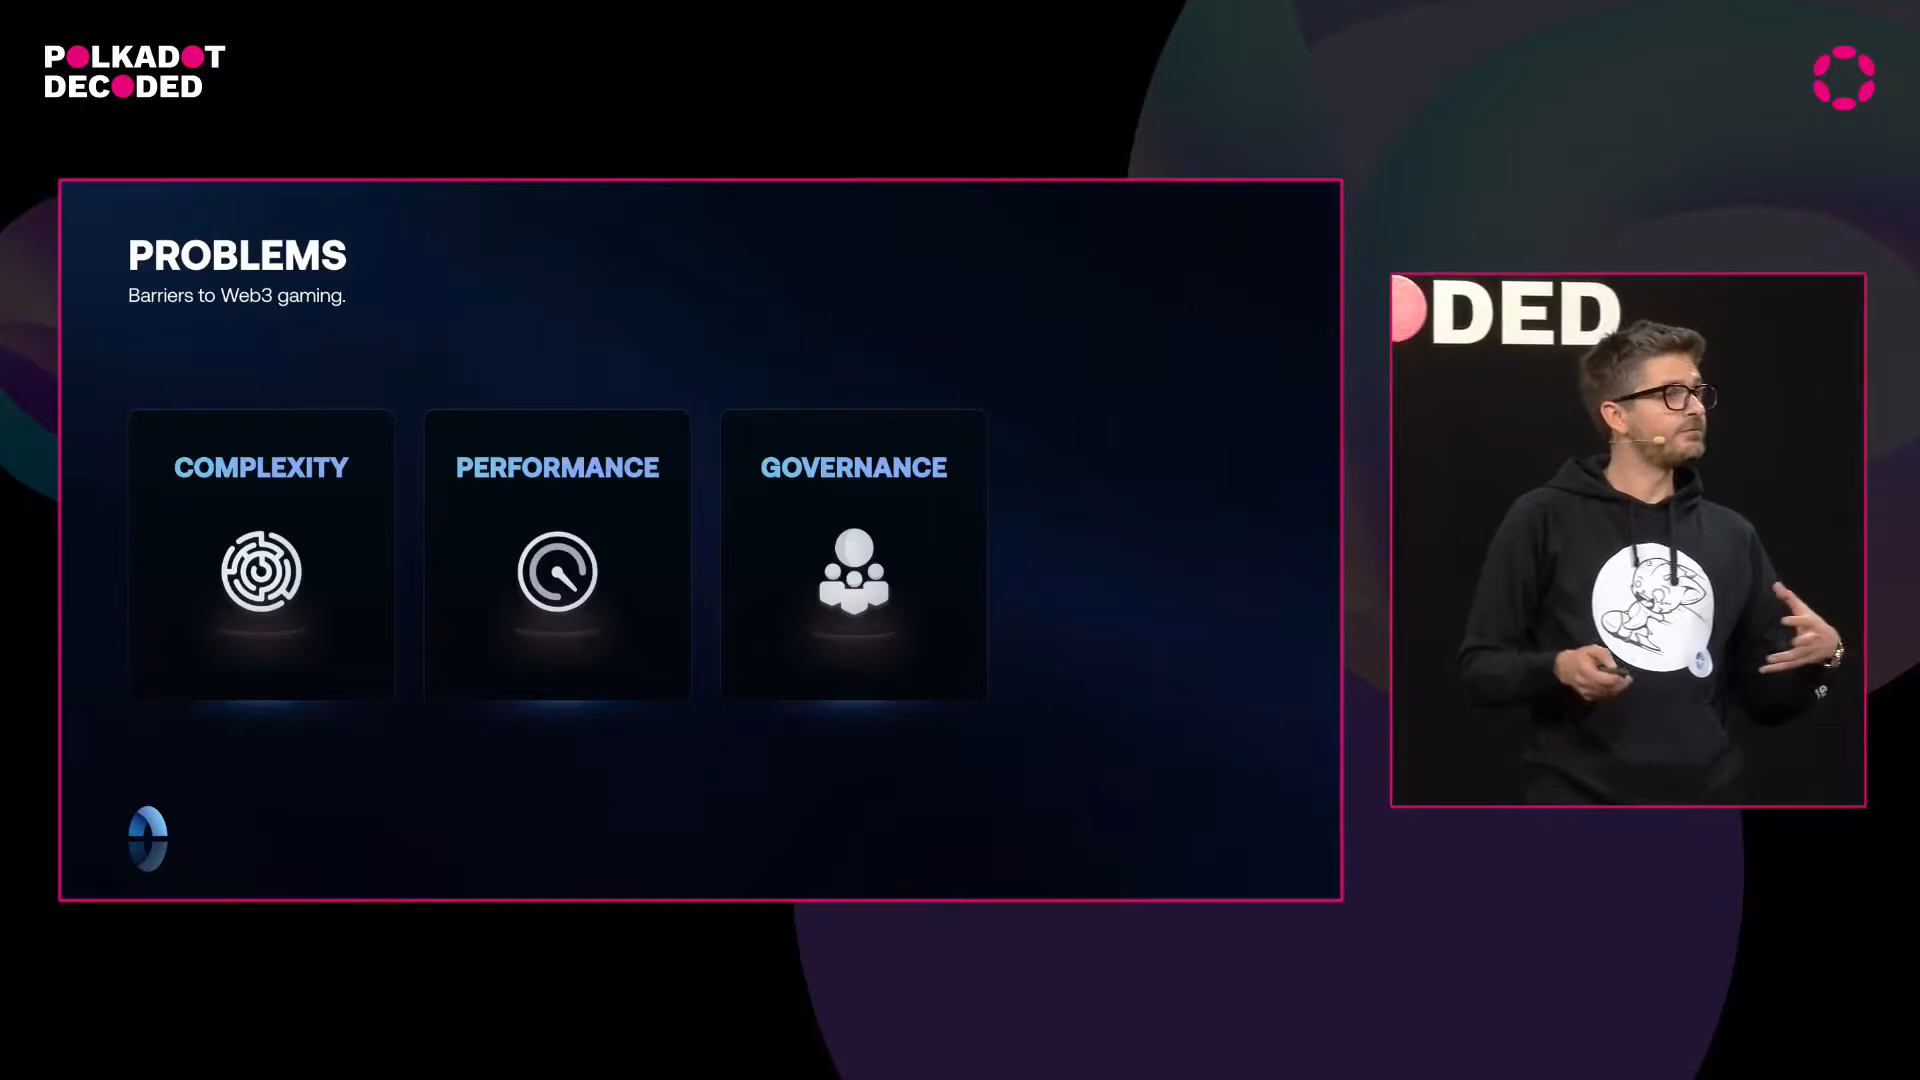 POLKADOT
DECODED
PROBLEMS
Barriers to Web3 gaming.
COMPLEXITY
PERFORMANCE
GOVERNANCE
DED